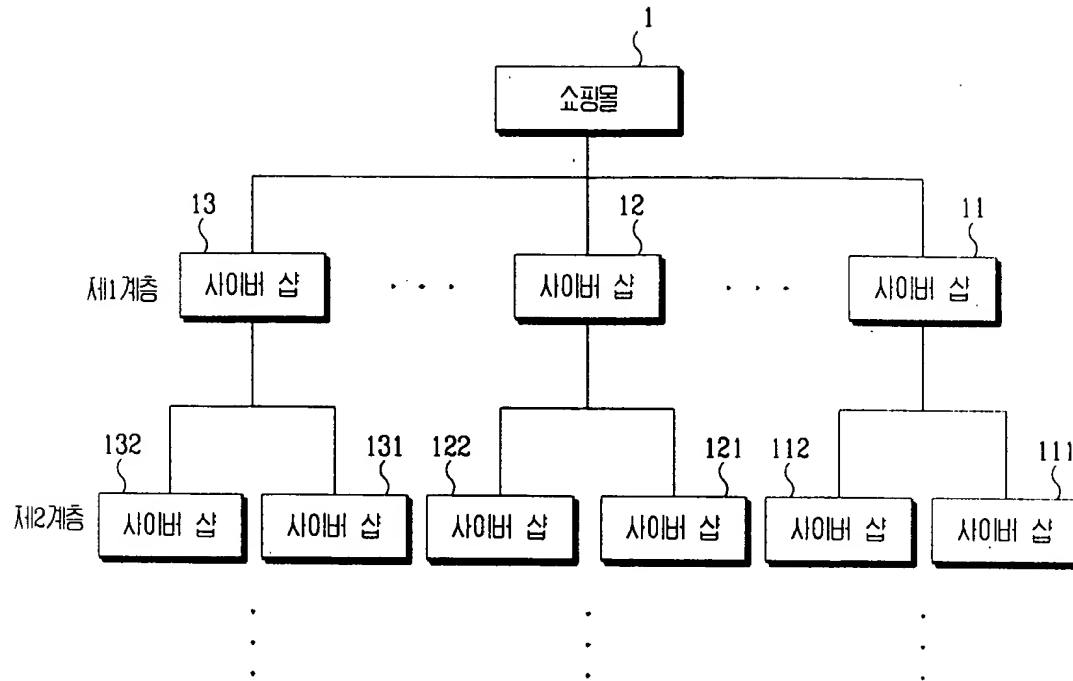 1
쇼핑몰
13 12 11
제1계층 사이버 샵 · · · 사이버 샵 · · · 사이버 샵
132 131 122 121 112 111
제2계층 사이버 샵 사이버 샵 사이버 샵 사이버 샵 사이버 샵 사이버 샵